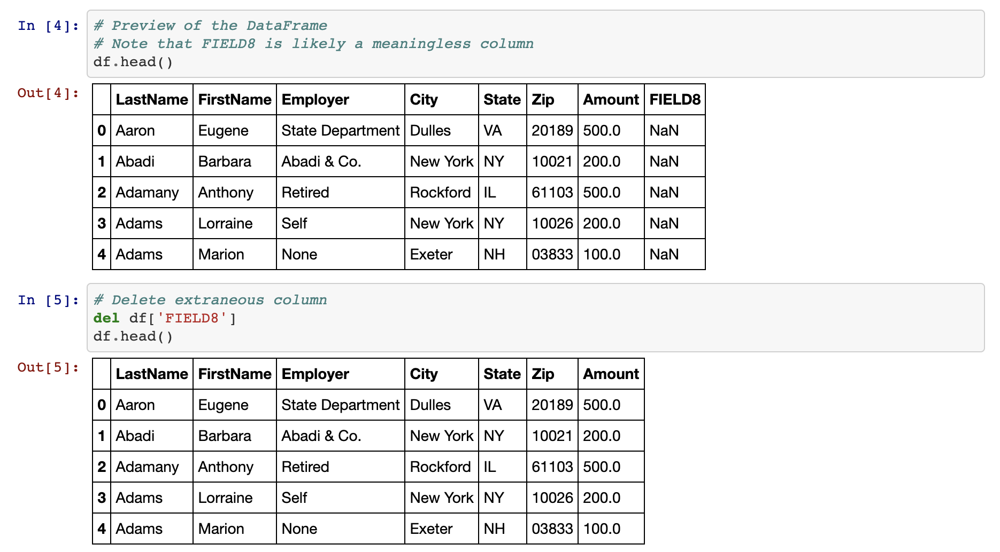 In [4]: # Preview of the DataFrame
# Note that FIELD8 is likely a meaningless column
df.head()
Out[4]:
LastName FirstName Employer City State Zip Amount FIELD8
0 Aaron Eugene State Department Dulles VA 20189 500.0 NaN
1 Abadi Barbara Abadi & Co. New York NY 10021 200.0 NaN
2 Adamany Anthony Retired Rockford IL 61103 500.0 NaN
3 Adams Lorraine Self New York NY 10026 200.0 NaN
4 Adams Marion None Exeter NH 03833 100.0 NaN
In [5]: # Delete extraneous column
del df['FIELD8']
df.head()
Out[5]:
LastName FirstName Employer City State Zip Amount
0 Aaron Eugene State Department Dulles VA 20189 500.0
1 Abadi Barbara Abadi & Co. New York NY 10021 200.0
2 Adamany Anthony Retired Rockford IL 61103 500.0
3 Adams Lorraine Self New York NY 10026 200.0
4 Adams Marion None Exeter NH 03833 100.0